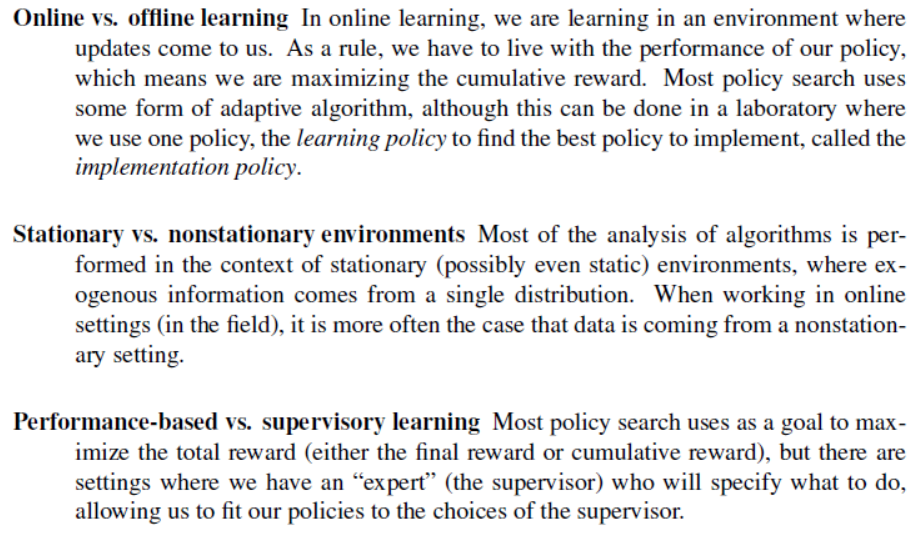 Online vs. offline learning In online learning, we are learning in an environment where
updates come to us. As a rule, we have to live with the performance of our policy,
which means we are maximizing the cumulative reward. Most policy search uses
some form of adaptive algorithm, although this can be done in a laboratory where
we use one policy, the learning policy to find the best policy to implement, called the
implementation policy.
Stationary vs. nonstationary environments Most of the analysis of algorithms is per-
formed in the context of stationary (possibly even static) environments, where ex-
ogenous information comes from a single distribution. When working in online
settings (in the field), it is more often the case that data is coming from a nonstation-
ary setting.
Performance-based vs. supervisory learning Most policy search uses as a goal to max-
imize the total reward (either the final reward or cumulative reward), but there are
settings where we have an “expert” (the supervisor) who will specify what to do,
allowing us to fit our policies to the choices of the supervisor.